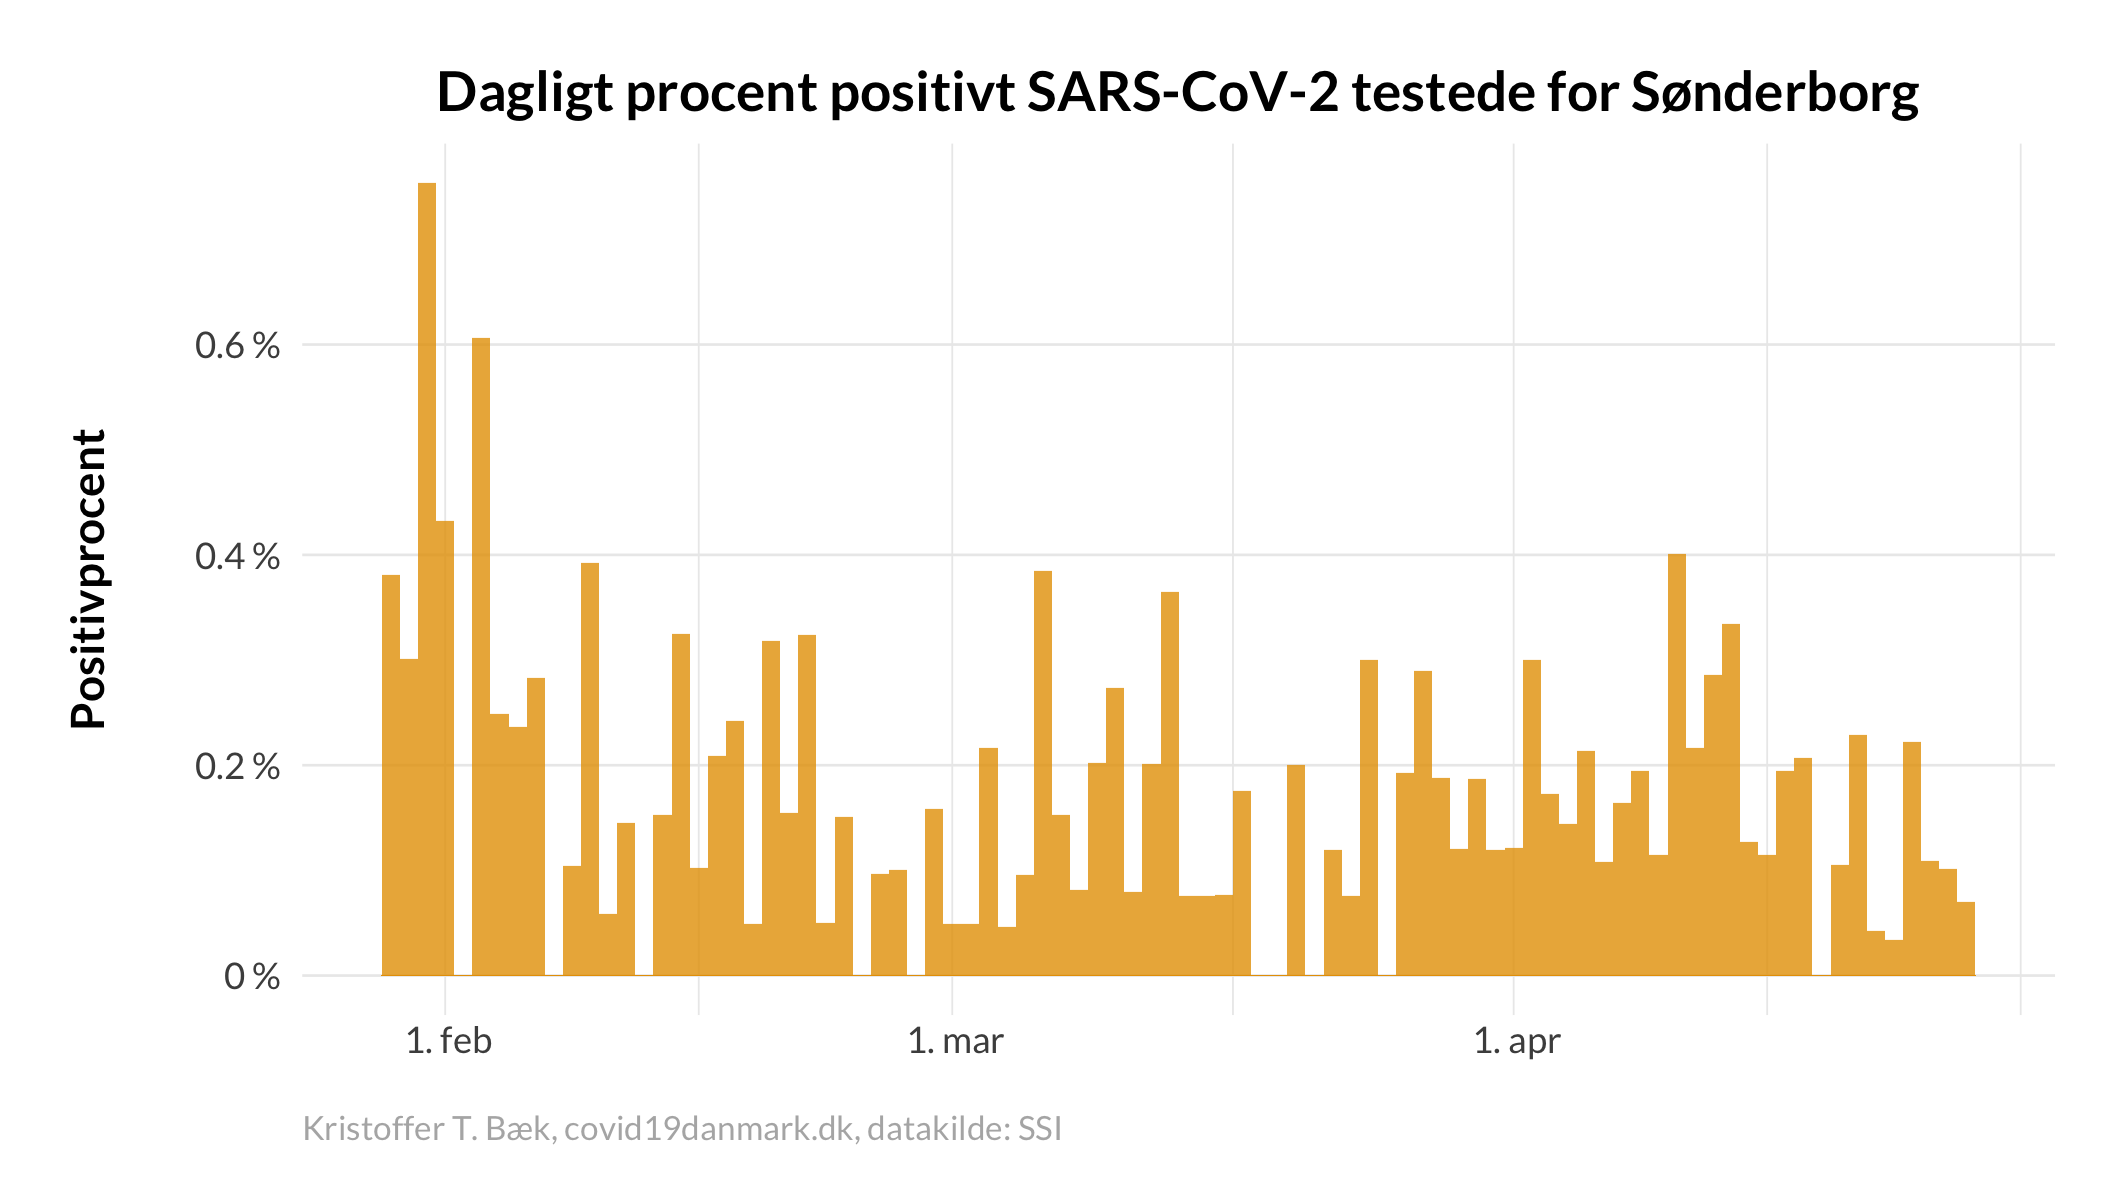 Dagligt procent positivt SARS-CoV-2 testede for Sønderborg
Positivprocent
0.6 %
0.4 %
0.2 %
0 %
1. feb
1. mar
1. apr
Kristoffer T. Bæk, covid19danmark.dk, datakilde: SSI